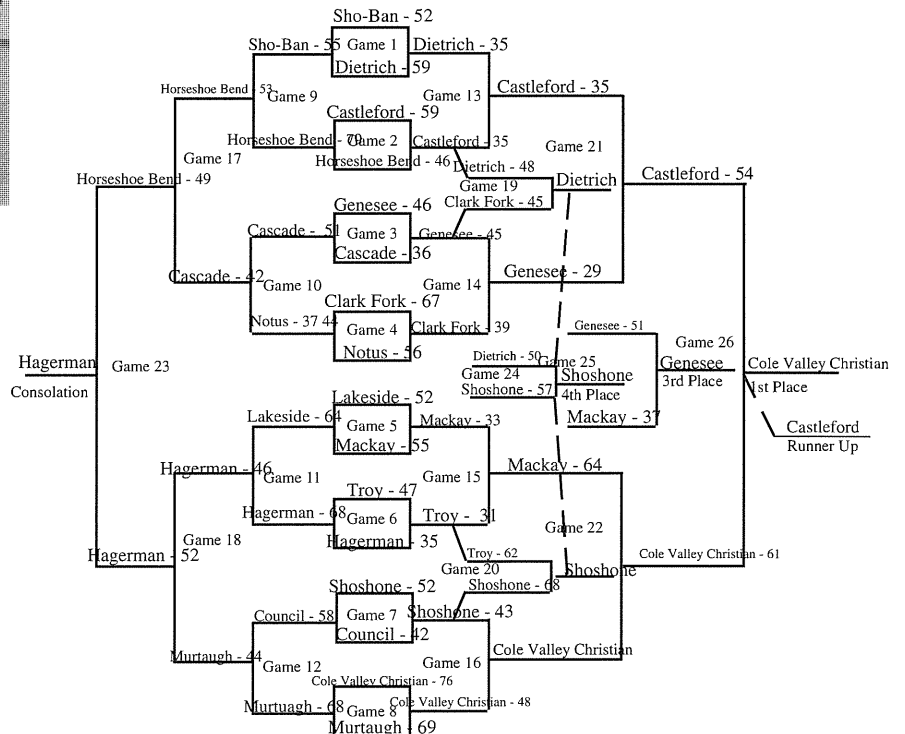 Sho-Ban - 52
Sho-Ban - 55
Game 1
Dietrich - 35
Dietrich - 59
Horseshoe Bend - 53
Game 9
Game 13
Castleford - 35
Castleford - 59
Horseshoe Bend - 79
Game 2
Castleford - 35
Game 21
Horseshoe Bend - 46
Dietrich - 48
Game 17
Horseshoe Bend - 49
Game 19
Dietrich
Castleford - 54
Clark Fork - 45
Genesee - 46
Cascade - 51
Game 3
Genesee - 45
Cascade - 36
Cascade - 42
Game 10
Game 14
Genesee - 29
Clark Fork - 67
Notus - 37 44
Game 4
Clark Fork - 39
Genesee - 51
Notus - 56
Game 26
Hagerman
Game 23
Dietrich - 50
Game 25
Genesee
Cole Valley Christian
Consolation
Game 24
Shoshone
3rd Place
1st Place
Shoshone - 57
4th Place
Lakeside - 52
Lakeside - 64
Game 5
Mackay - 33
Mackay - 37
Castleford
Mackay - 55
Runner Up
Hagerman - 46
Game 11
Game 15
Mackay - 64
Troy - 47
Hagerman - 68
Game 6
Troy - 31
Game 22
Hagerman - 35
Game 18
Hagerman - 52
Troy - 62
Cole Valley Christian - 61
Game 20
Shoshone
Shoshone - 52
Shoshone - 68
Council - 58
Game 7
Shoshone - 43
Council - 42
Murtaugh - 44
Game 12
Game 16
Cole Valley Christian
Cole Valley Christian - 76
Murtuagh - 68
Game 8
Cole Valley Christian - 48
Murtaugh - 69